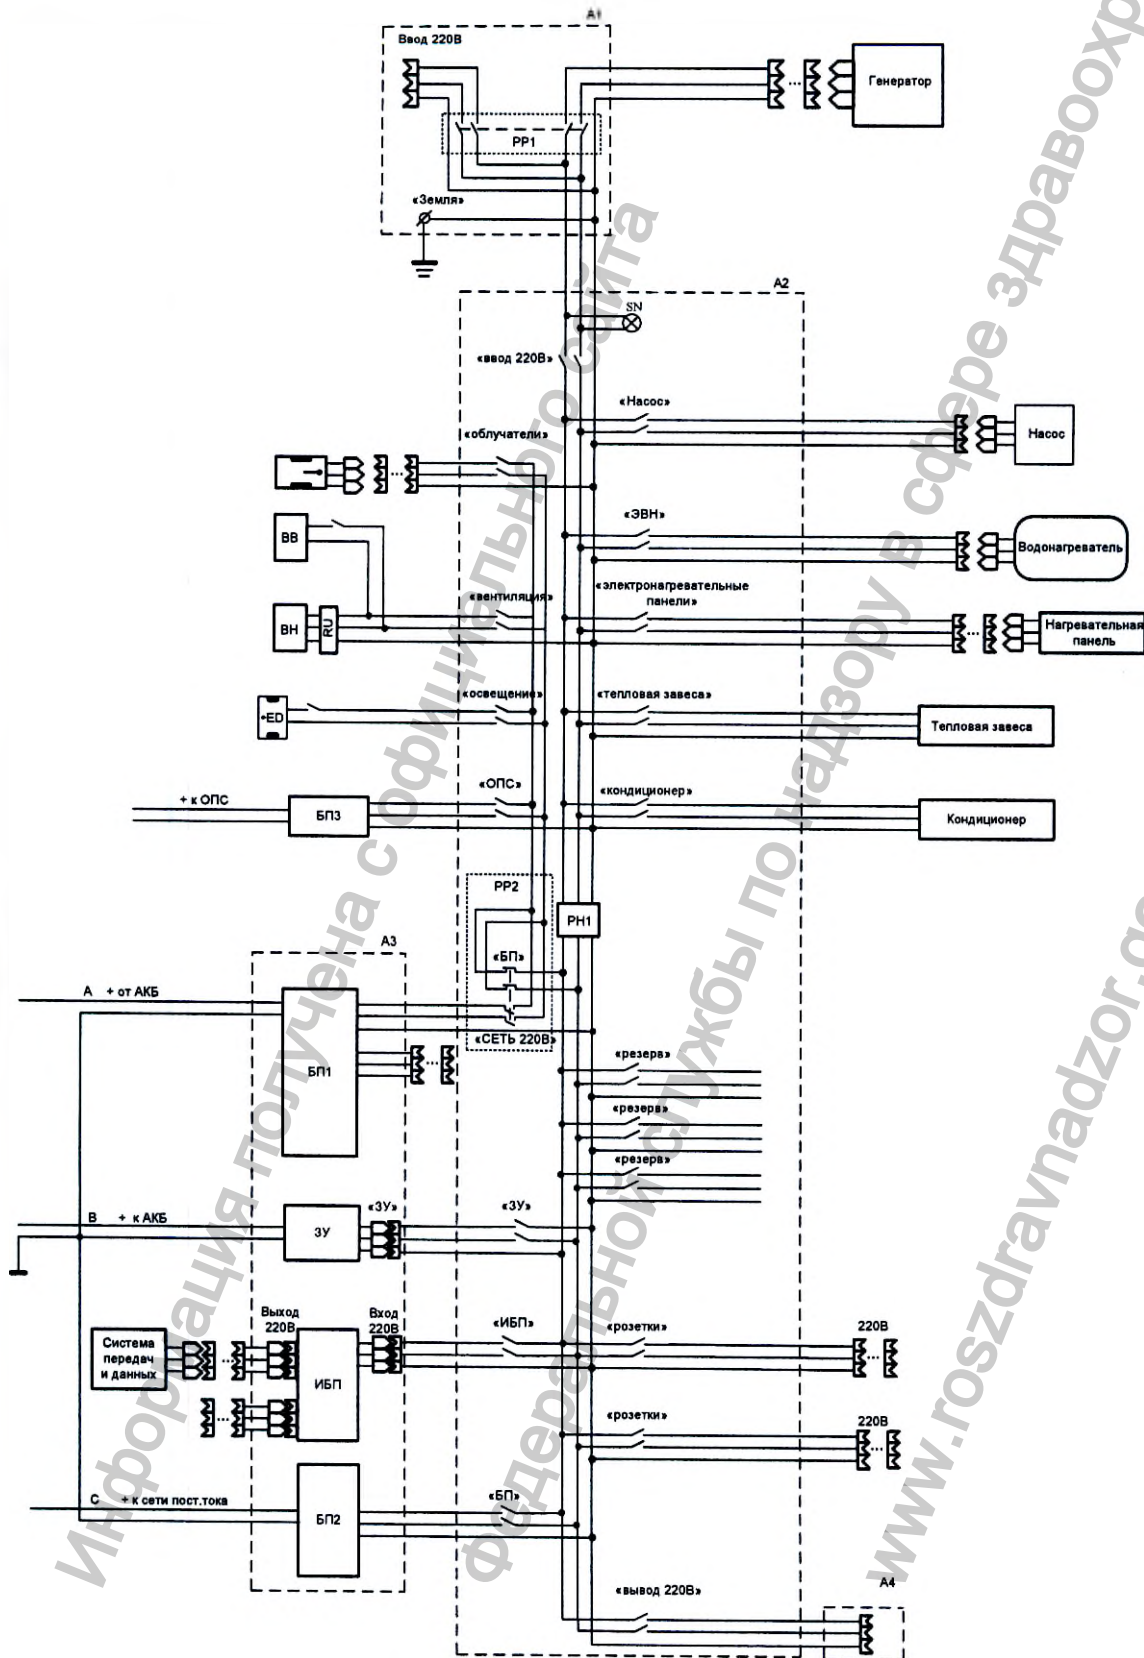 А1
Ввод 220В
Генератор
РР1
«Земля»
А2
SN
«ввод 220В»
«Насос»
Насос
«облучатели»
«ЭВН»
Водонагреватель
ВВ
«вентиляция»
«электронагревательные
панели»
ВН
RU
Нагревательная
панель
«освещение»
«тепловая завеса»
ED
Тепловая завеса
+ к ОПС
«ОПС»
«кондиционер»
БП3
Кондиционер
РР2
РН1
А3
«БП»
А + от АКБ
«СЕТЬ 220В»
БП1
«резерв»
«резерв»
«резерв»
В + к АКБ
«ЗУ»
«ЗУ»
ЗУ
Выход
220В
Вход
220В
«ИБП»
«розетки»
220В
Система
передач
и данных
ИБП
«розетки»
220В
С + к сети пост.тока
«БП»
БП2
«вывод 220В»
А4
Информация получена с официального сайта
Федеральной службы по надзору в сфере здравоохр
www.roszdravnadzor.go